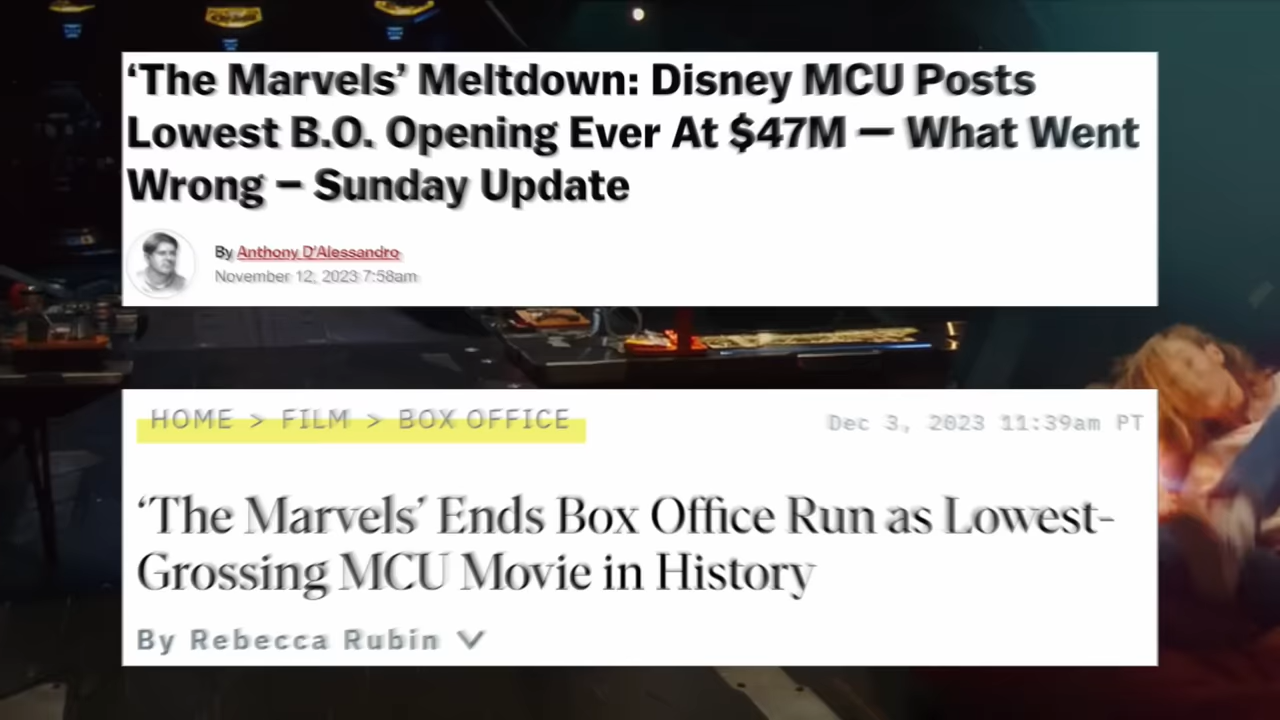 ‘The Marvels’ Meltdown: Disney MCU Posts
Lowest B.O. Opening Ever At $47M — What Went
Wrong – Sunday Update
By Anthony D'Alessandro
November 12, 2023 7:58am
HOME > FILM > BOX OFFICE
Dec 3, 2023 11:39am PT
‘The Marvels’ Ends Box Office Run as Lowest-
Grossing MCU Movie in History
By Rebecca Rubin